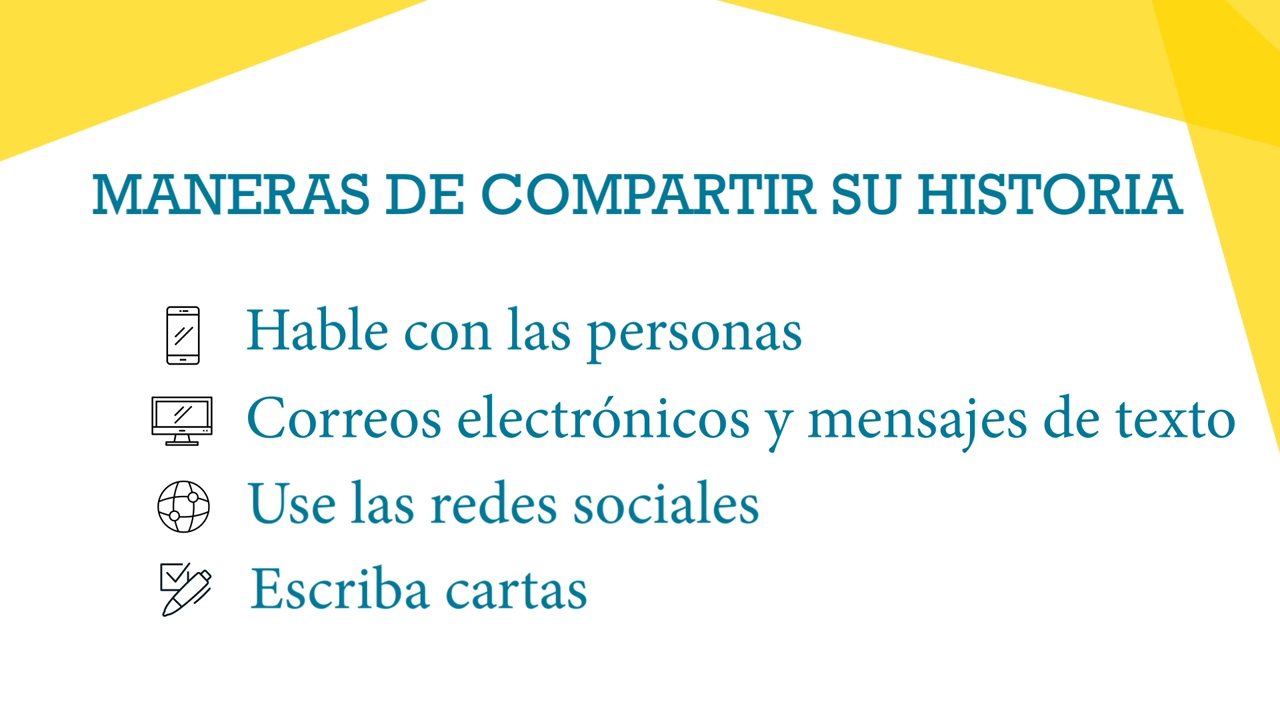 MANERAS DE COMPARTIR SU HISTORIA
Hable con las personas
Correos electrónicos y mensajes de texto
Use las redes sociales
Escriba cartas